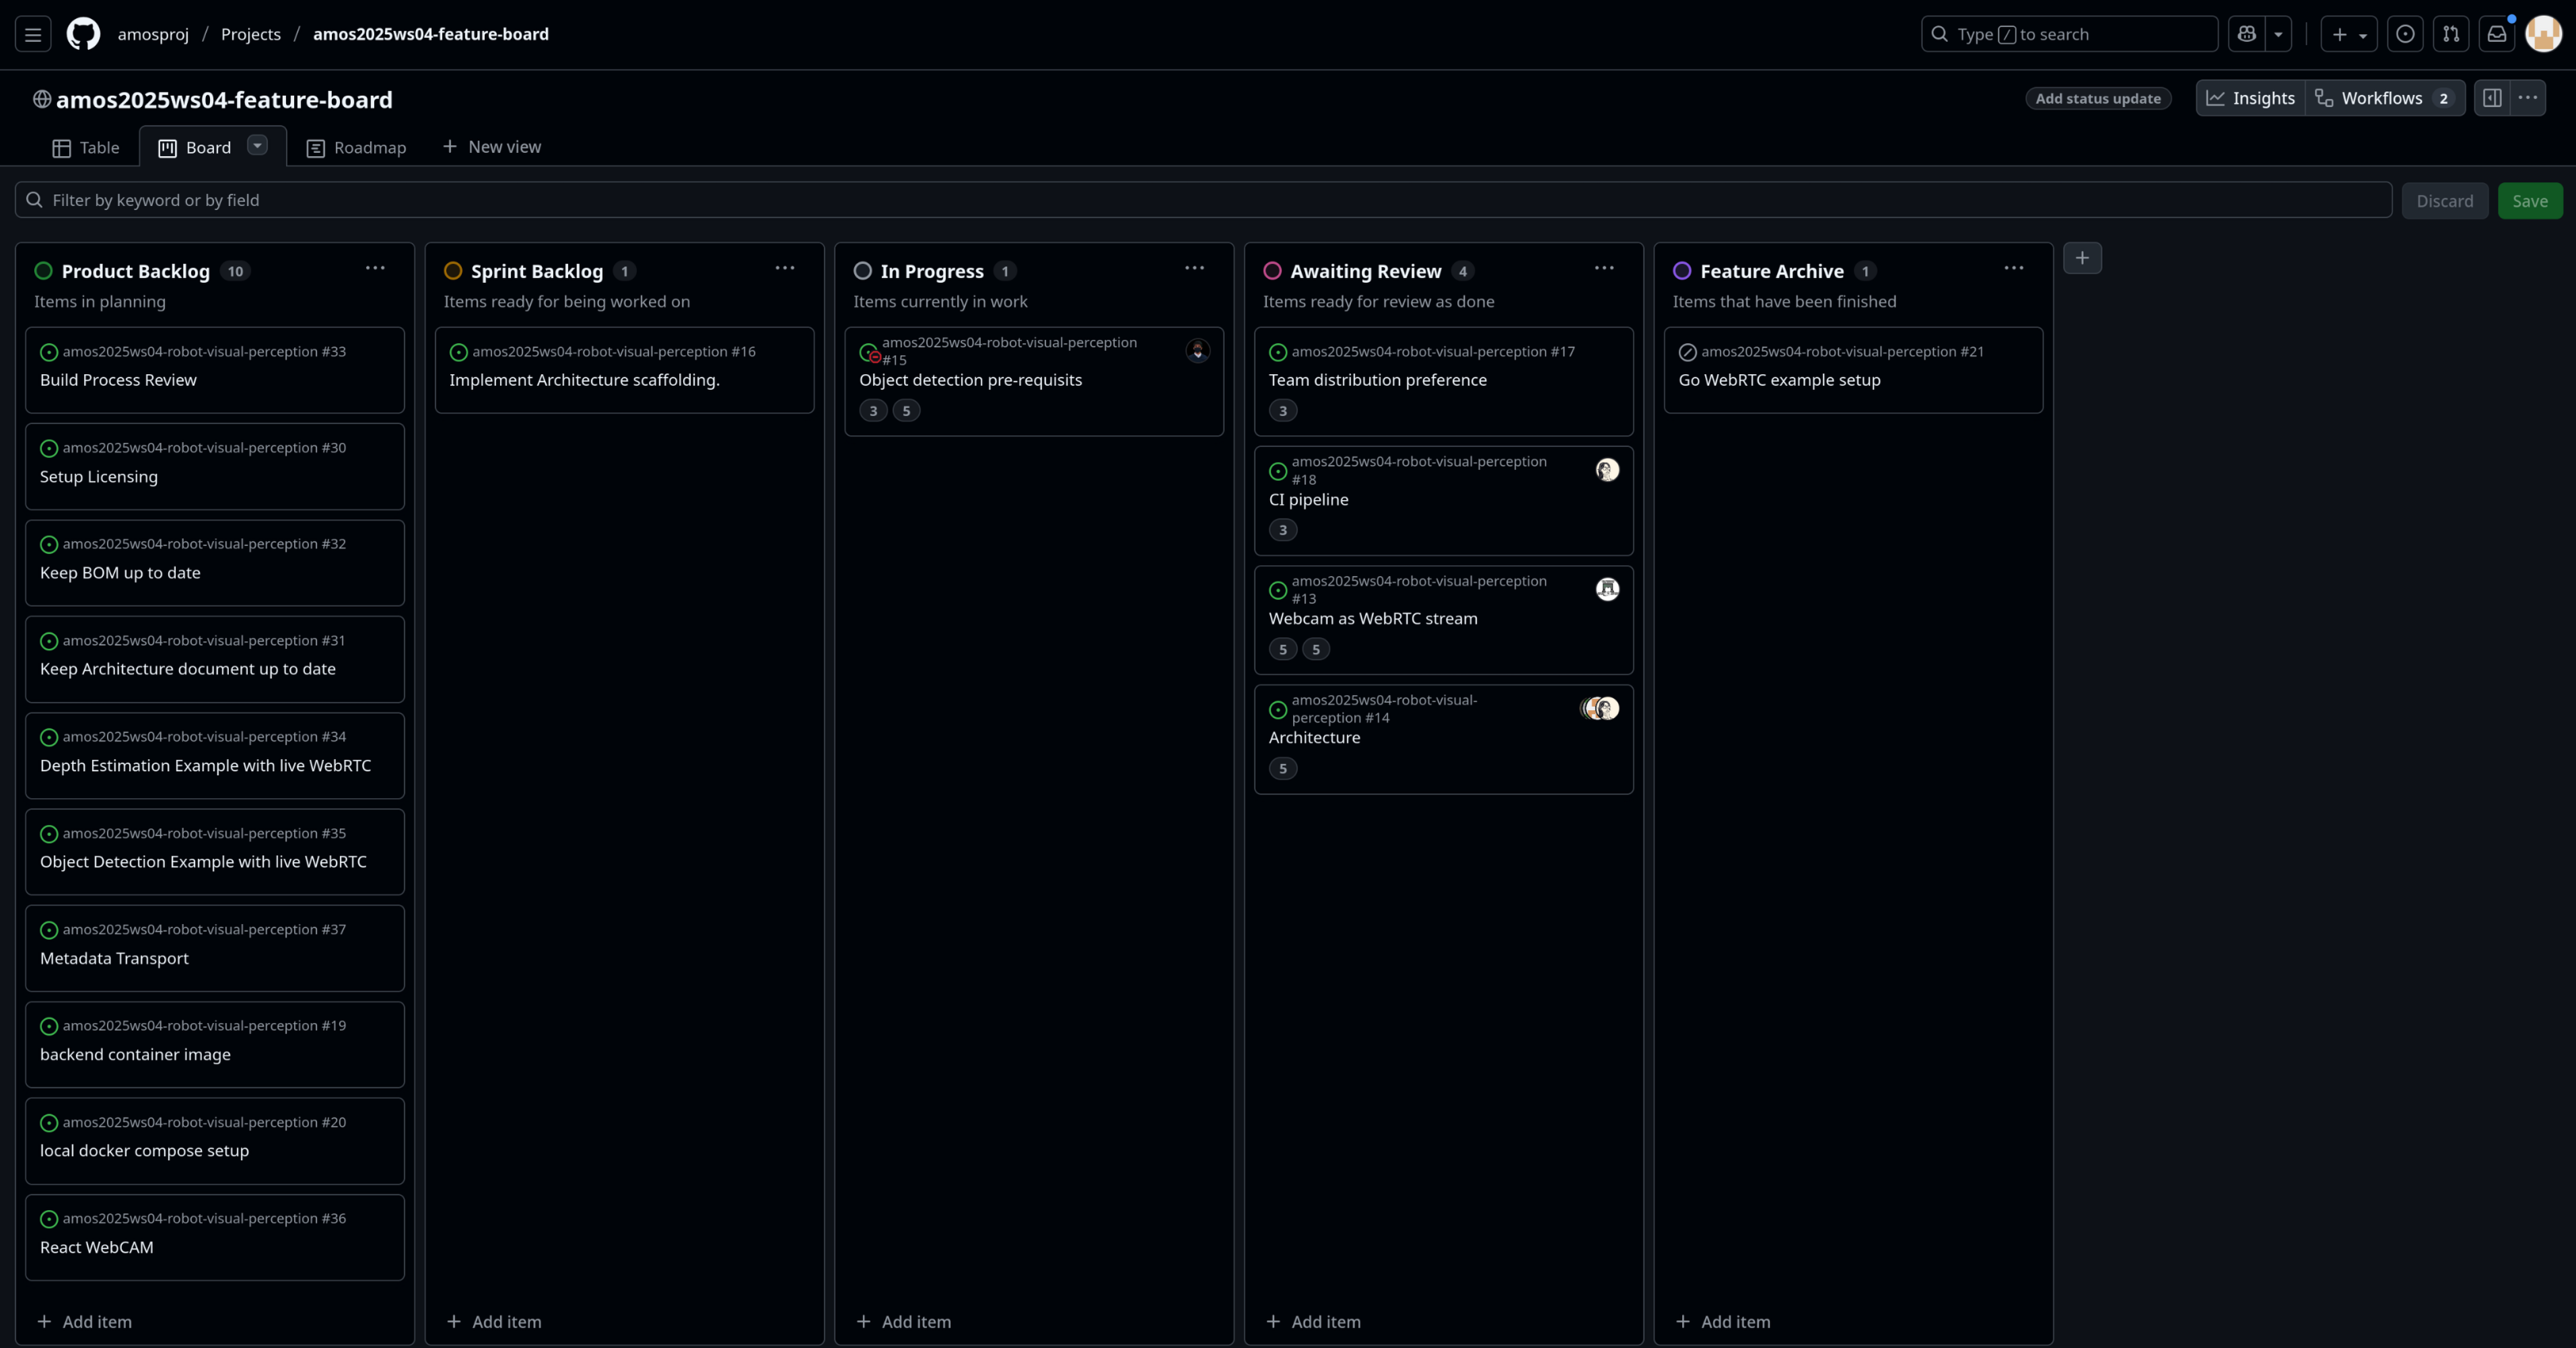 amosproj / Projects / amos2025ws04-feature-board
Type / to search
amos2025ws04-feature-board
Add status update
Insights
Workflows 2
Table
Board
Roadmap
New view
Filter by keyword or by field
Discard
Save
Product Backlog 10
Items in planning
amos2025ws04-robot-visual-perception #33
Build Process Review
amos2025ws04-robot-visual-perception #30
Setup Licensing
amos2025ws04-robot-visual-perception #32
Keep BOM up to date
amos2025ws04-robot-visual-perception #31
Keep Architecture document up to date
amos2025ws04-robot-visual-perception #34
Depth Estimation Example with live WebRTC
amos2025ws04-robot-visual-perception #35
Object Detection Example with live WebRTC
amos2025ws04-robot-visual-perception #37
Metadata Transport
amos2025ws04-robot-visual-perception #19
backend container image
amos2025ws04-robot-visual-perception #20
local docker compose setup
amos2025ws04-robot-visual-perception #36
React WebCAM
Add item
Sprint Backlog 1
Items ready for being worked on
amos2025ws04-robot-visual-perception #16
Implement Architecture scaffolding.
Add item
In Progress 1
Items currently in work
amos2025ws04-robot-visual-perception
#15
Object detection pre-requisits
3 5
Add item
Awaiting Review 4
Items ready for review as done
amos2025ws04-robot-visual-perception #17
Team distribution preference
3
amos2025ws04-robot-visual-perception
#18
CI pipeline
3
amos2025ws04-robot-visual-perception
#13
Webcam as WebRTC stream
5 5
amos2025ws04-robot-visual-
perception #14
Architecture
5
Add item
Feature Archive 1
Items that have been finished
amos2025ws04-robot-visual-perception #21
Go WebRTC example setup
Add item